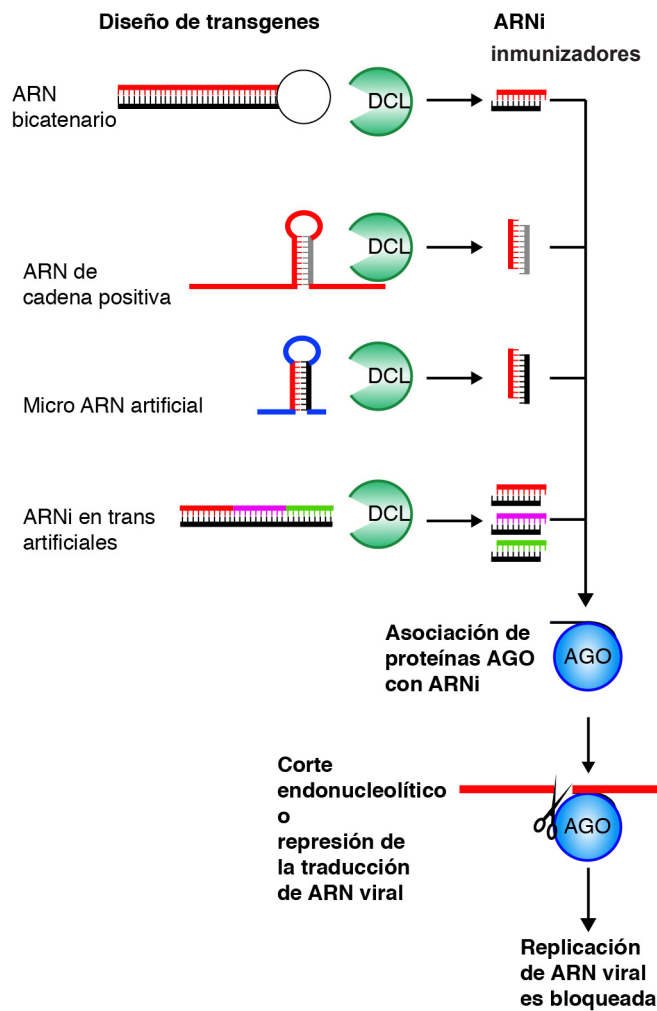 Diseño de transgenes
ARNi
inmunizadores
ARN
bicatenario
DCL
ARN de
cadena positiva
DCL
Micro ARN artificial
DCL
ARNi en trans
artificiales
DCL
Asociación de
proteínas AGO
con ARNi
AGO
Corte
endonucleolítico
o
represión de
la traducción
de ARN viral
AGO
Replicación
de ARN viral
es bloqueada